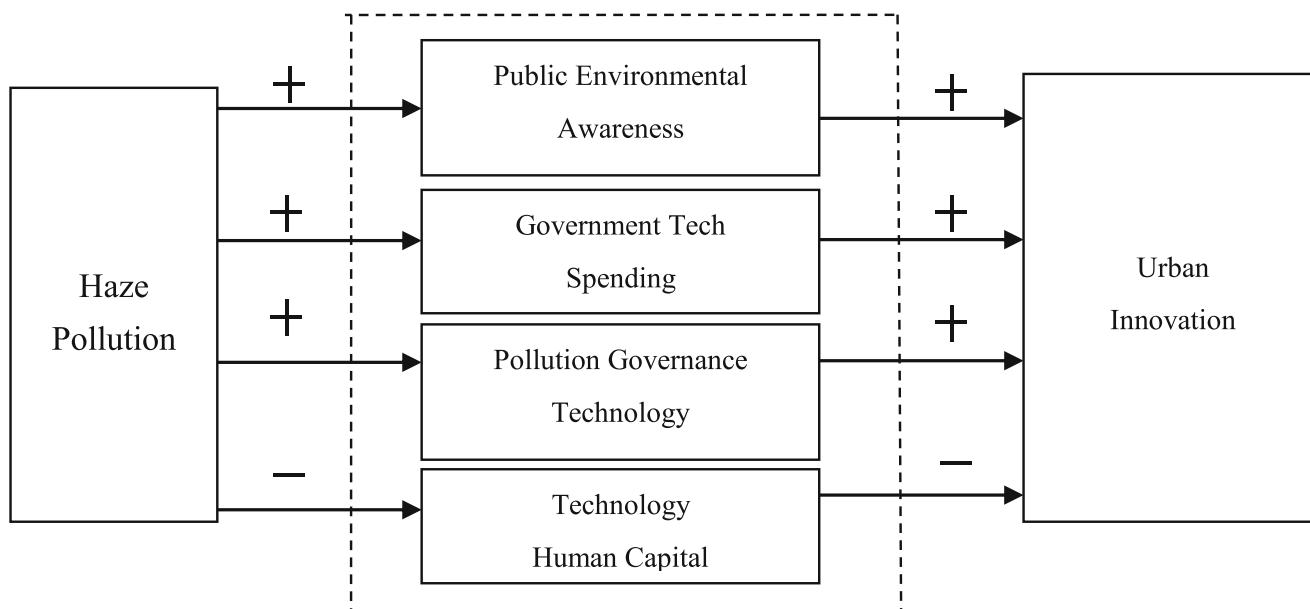 Haze
Pollution
+
+
+
−
Public Environmental
Awareness
Government Tech
Spending
Pollution Governance
Technology
Technology
Human Capital
+
+
+
−
Urban
Innovation